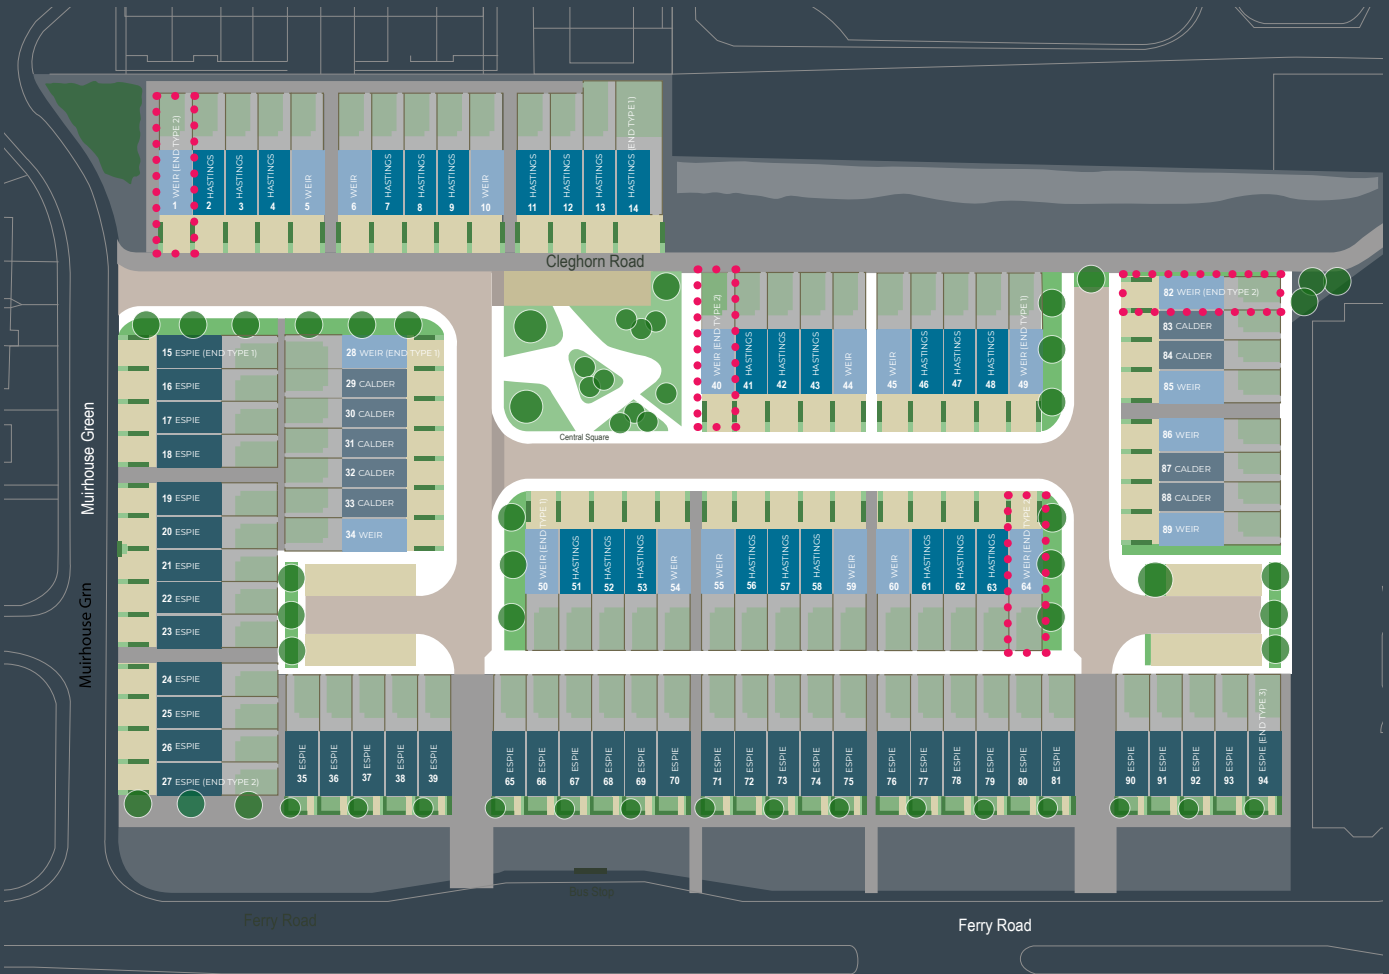 WEIR (END TYPE 2)
1
HASTINGS
2
HASTINGS
3
HASTINGS
4
WEIR
5
WEIR
6
HASTINGS
7
HASTINGS
8
HASTINGS
9
WEIR
10
HASTINGS
11
HASTINGS
12
HASTINGS
13
HASTINGS (END TYPE 1)
14
Cleghorn Road
15 ESPIE (END TYPE 1)
16 ESPIE
17 ESPIE
18 ESPIE
19 ESPIE
20 ESPIE
21 ESPIE
22 ESPIE
23 ESPIE
24 ESPIE
25 ESPIE
26 ESPIE
27 ESPIE (END TYPE 2)
28 WEIR (END TYPE 1)
29 CALDER
30 CALDER
31 CALDER
32 CALDER
33 CALDER
34 WEIR
Muirhouse Green
Muirhouse Grn
Central Square
WEIR (END TYPE 2)
40
HASTINGS
41
HASTINGS
42
HASTINGS
43
WEIR
44
WEIR
45
HASTINGS
46
HASTINGS
47
HASTINGS
48
WEIR (END TYPE 1)
49
82 WEIR (END TYPE 2)
83 CALDER
84 CALDER
85 WEIR
86 WEIR
87 CALDER
88 CALDER
89 WEIR
WEIR (END TYPE 1)
50
HASTINGS
51
HASTINGS
52
HASTINGS
53
WEIR
54
WEIR
55
HASTINGS
56
HASTINGS
57
HASTINGS
58
WEIR
59
WEIR
60
HASTINGS
61
HASTINGS
62
HASTINGS
63
WEIR (END TYPE 2)
64
ESPIE
35
ESPIE
36
ESPIE
37
ESPIE
38
ESPIE
39
ESPIE
65
ESPIE
66
ESPIE
67
ESPIE
68
ESPIE
69
ESPIE
70
ESPIE
71
ESPIE
72
ESPIE
73
ESPIE
74
ESPIE
75
ESPIE
76
ESPIE
77
ESPIE
78
ESPIE
79
ESPIE
80
ESPIE
81
ESPIE
90
ESPIE
91
ESPIE
92
ESPIE
93
ESPIE (END TYPE 3)
94
Bus Stop
Ferry Road
Ferry Road